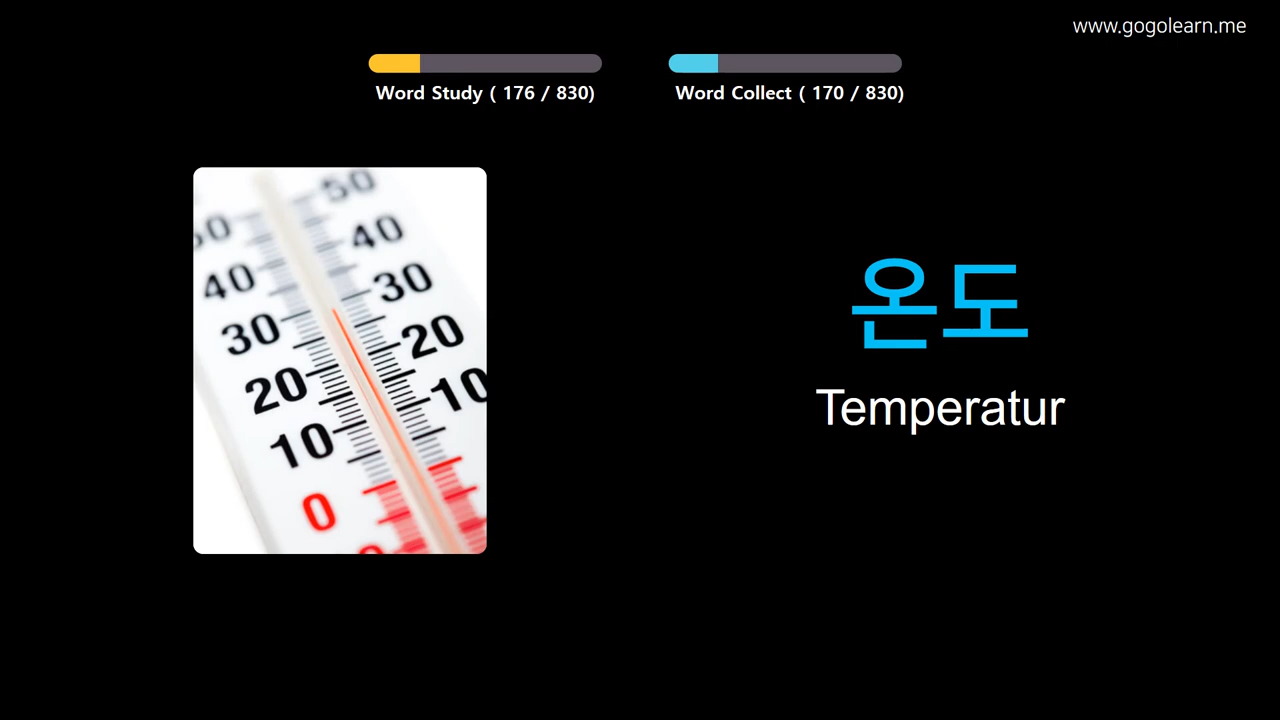 www.gogolearn.me
Word Study ( 176 / 830)
Word Collect ( 170 / 830)
50
40
40
30
30
20
20
10
10
0
온도
Temperatur